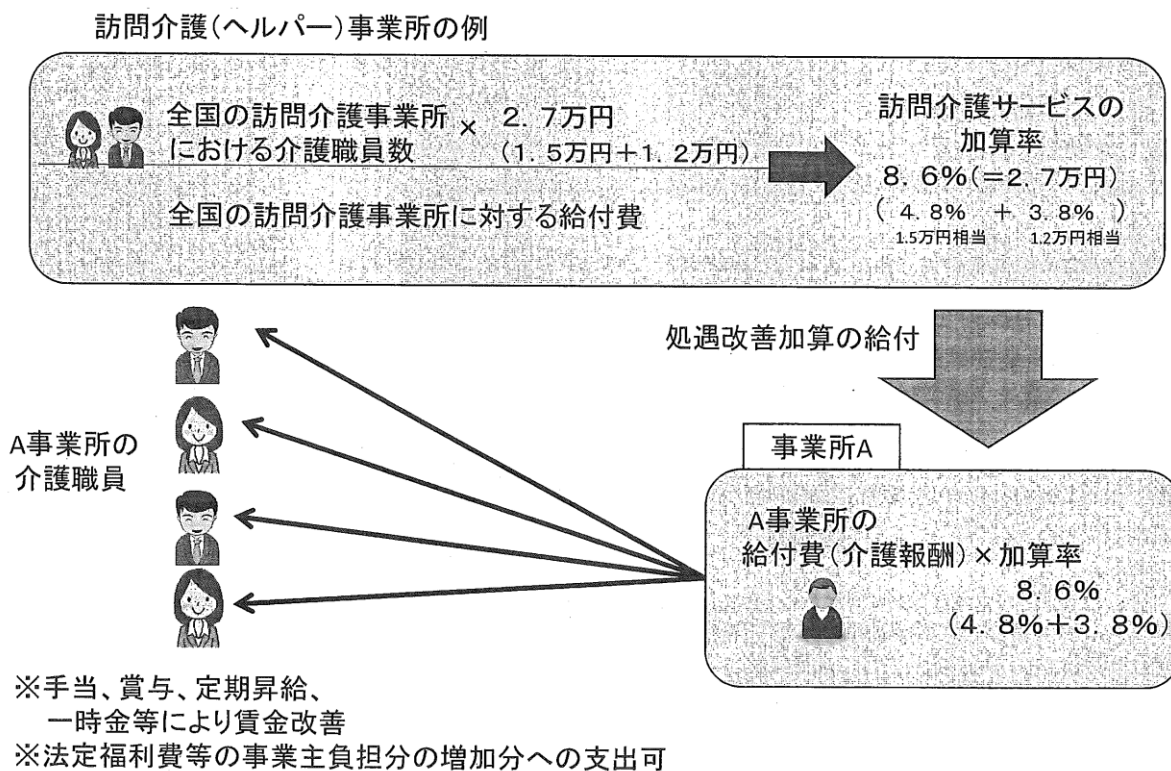 訪問介護(ヘルパー)事業所の例
全国の訪問介護事業所
における介護職員数
×
2.7万円
(1.5万円+1.2万円)
全国の訪問介護事業所に対する給付費
訪問介護サービスの
加算率
8.6%(=2.7万円)
( 4.8% + 3.8% )
1.5万円相当 1.2万円相当
処遇改善加算の給付
A事業所の
介護職員
事業所A
A事業所の
給付費(介護報酬)×加算率
8.6%
(4.8%+3.8%)
※手当、賞与、定期昇給、
一時金等により賃金改善
※法定福利費等の事業主負担分の増加分への支出可